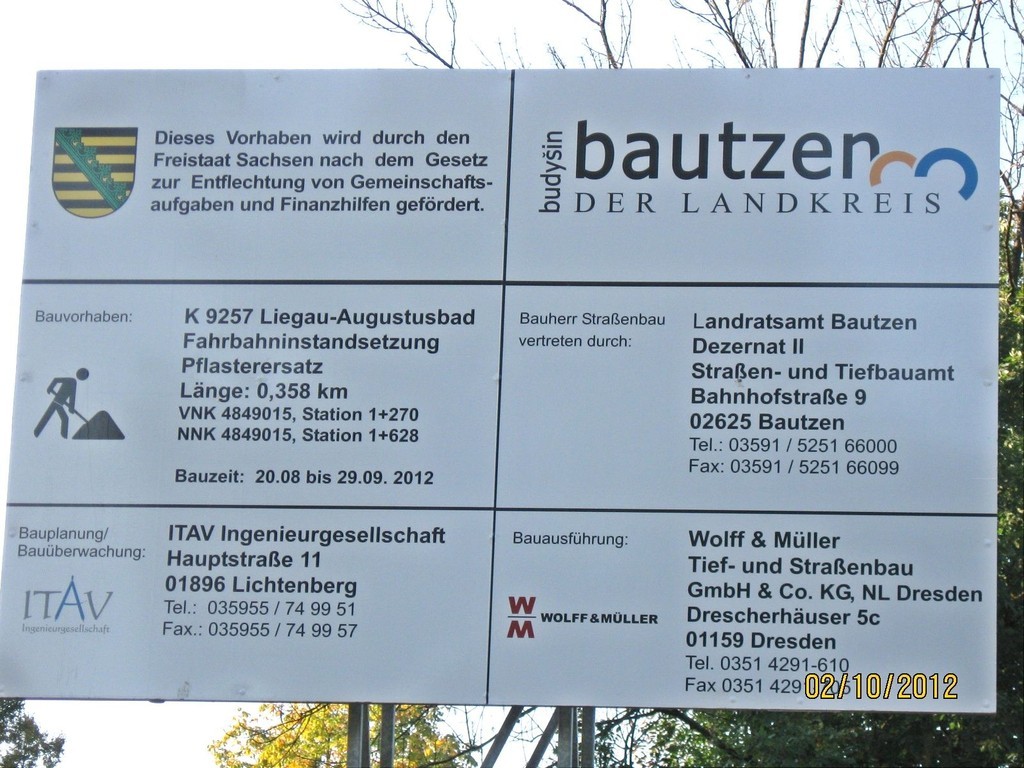 Dieses Vorhaben wird durch den
Freistaat Sachsen nach dem Gesetz
zur Entflechtung von Gemeinschafts-
aufgaben und Finanzhilfen gefördert.
budyšin
bautzen
DER LANDKREIS
Bauvorhaben:
K 9257 Liegau-Augustusbad
Fahrbahninstandsetzung
Pflasterersatz
Länge: 0,358 km
VNK 4849015, Station 1+270
NNK 4849015, Station 1+628
Bauzeit: 20.08 bis 29.09. 2012
Bauherr Straßenbau
vertreten durch:
Landratsamt Bautzen
Dezernat II
Straßen- und Tiefbauamt
Bahnhofstraße 9
02625 Bautzen
Tel.: 03591 / 5251 66000
Fax: 03591 / 5251 66099
Bauplanung/
Bauüberwachung:
ITAV
Ingenieurgesellschaft
ITAV Ingenieurgesellschaft
Hauptstraße 11
01896 Lichtenberg
Tel.: 035955 / 74 99 51
Fax.: 035955 / 74 99 57
Bauausführung:
WM
WOLFF & MÜLLER
Wolff & Müller
Tief- und Straßenbau
GmbH & Co. KG, NL Dresden
Drescherhäuser 5c
01159 Dresden
Tel. 0351 4291-610
Fax 0351 429
02/10/2012